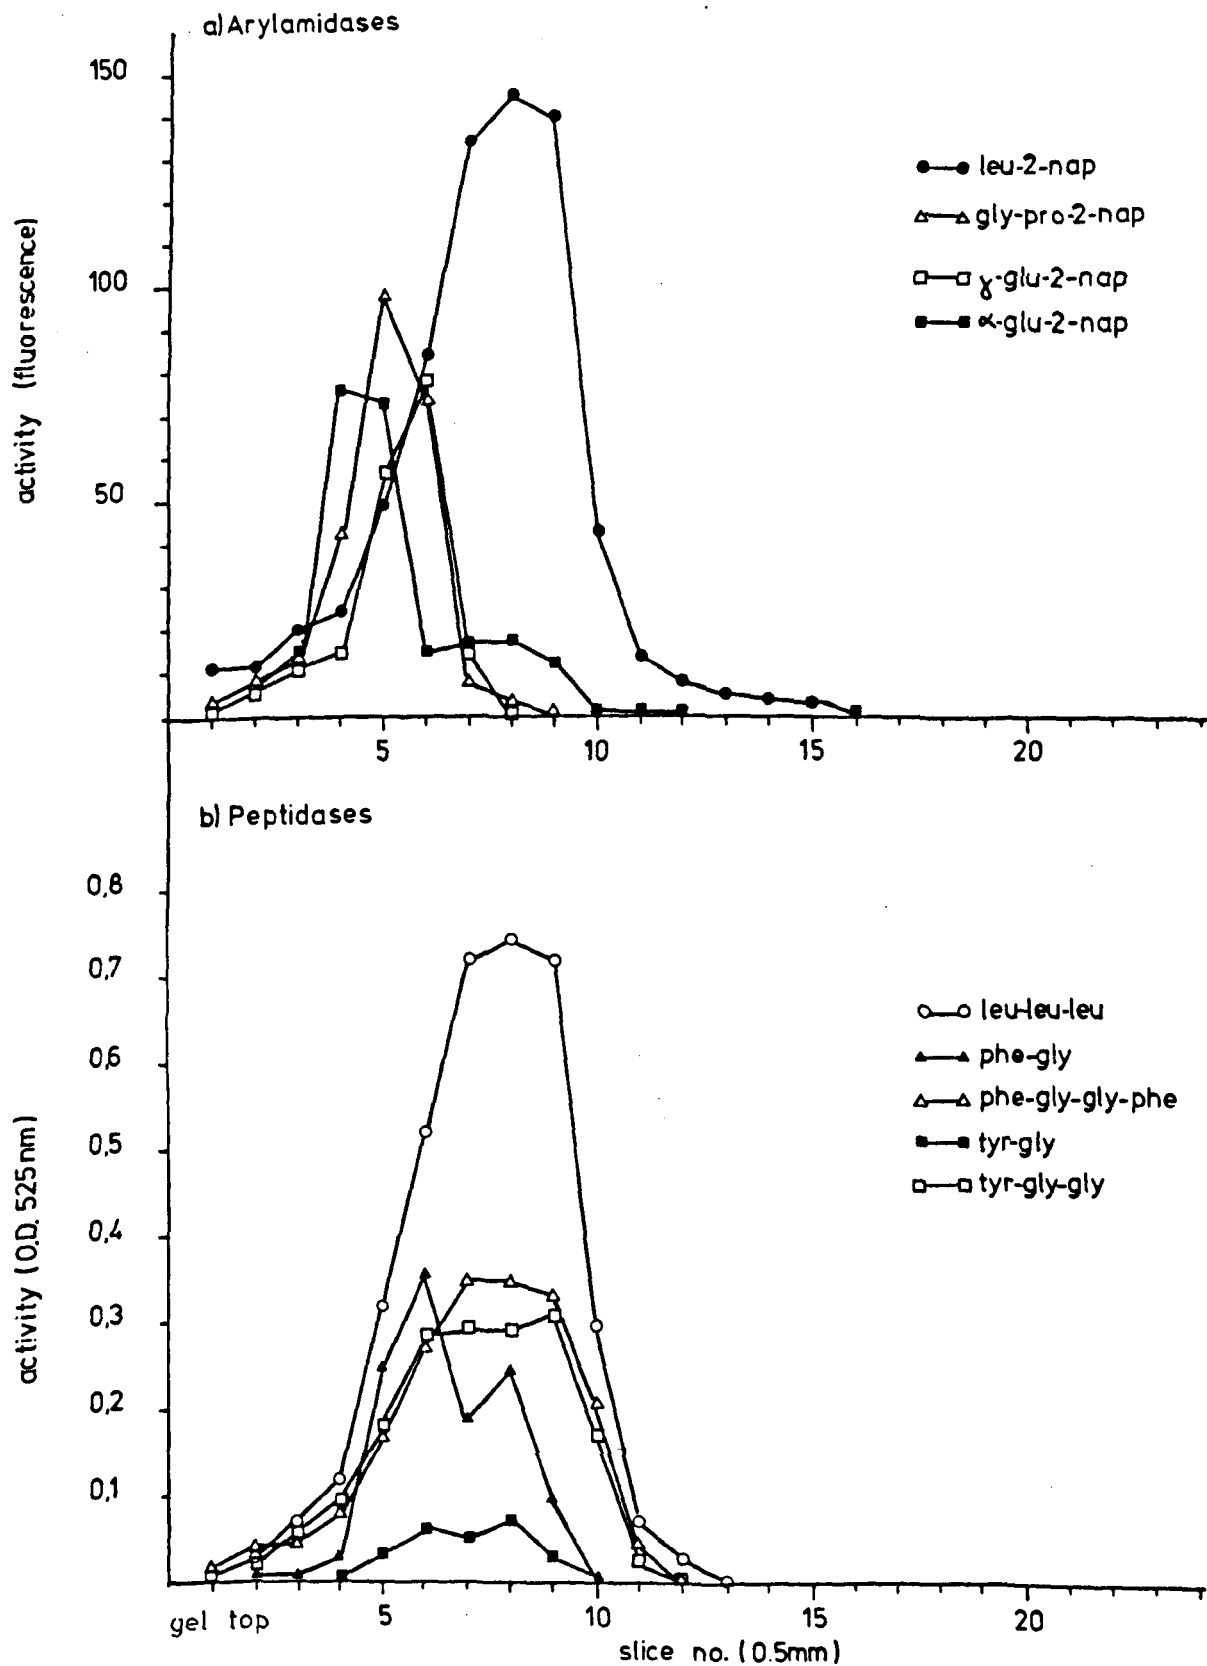 a) Arylamidases
150
100
50
activity (fluorescence)
leu-2-nap
gly-pro-2-nap
γ-glu-2-nap
α-glu-2-nap
5
10
15
20
b) Peptidases
0,8
0,7
0,6
0,5
0,4
0,3
0,2
0,1
activity (O.D. 525nm)
leu-leu-leu
phe-gly
phe-gly-gly-phe
tyr-gly
tyr-gly-gly
gel top
5
10
15
20
slice no. (0.5mm)